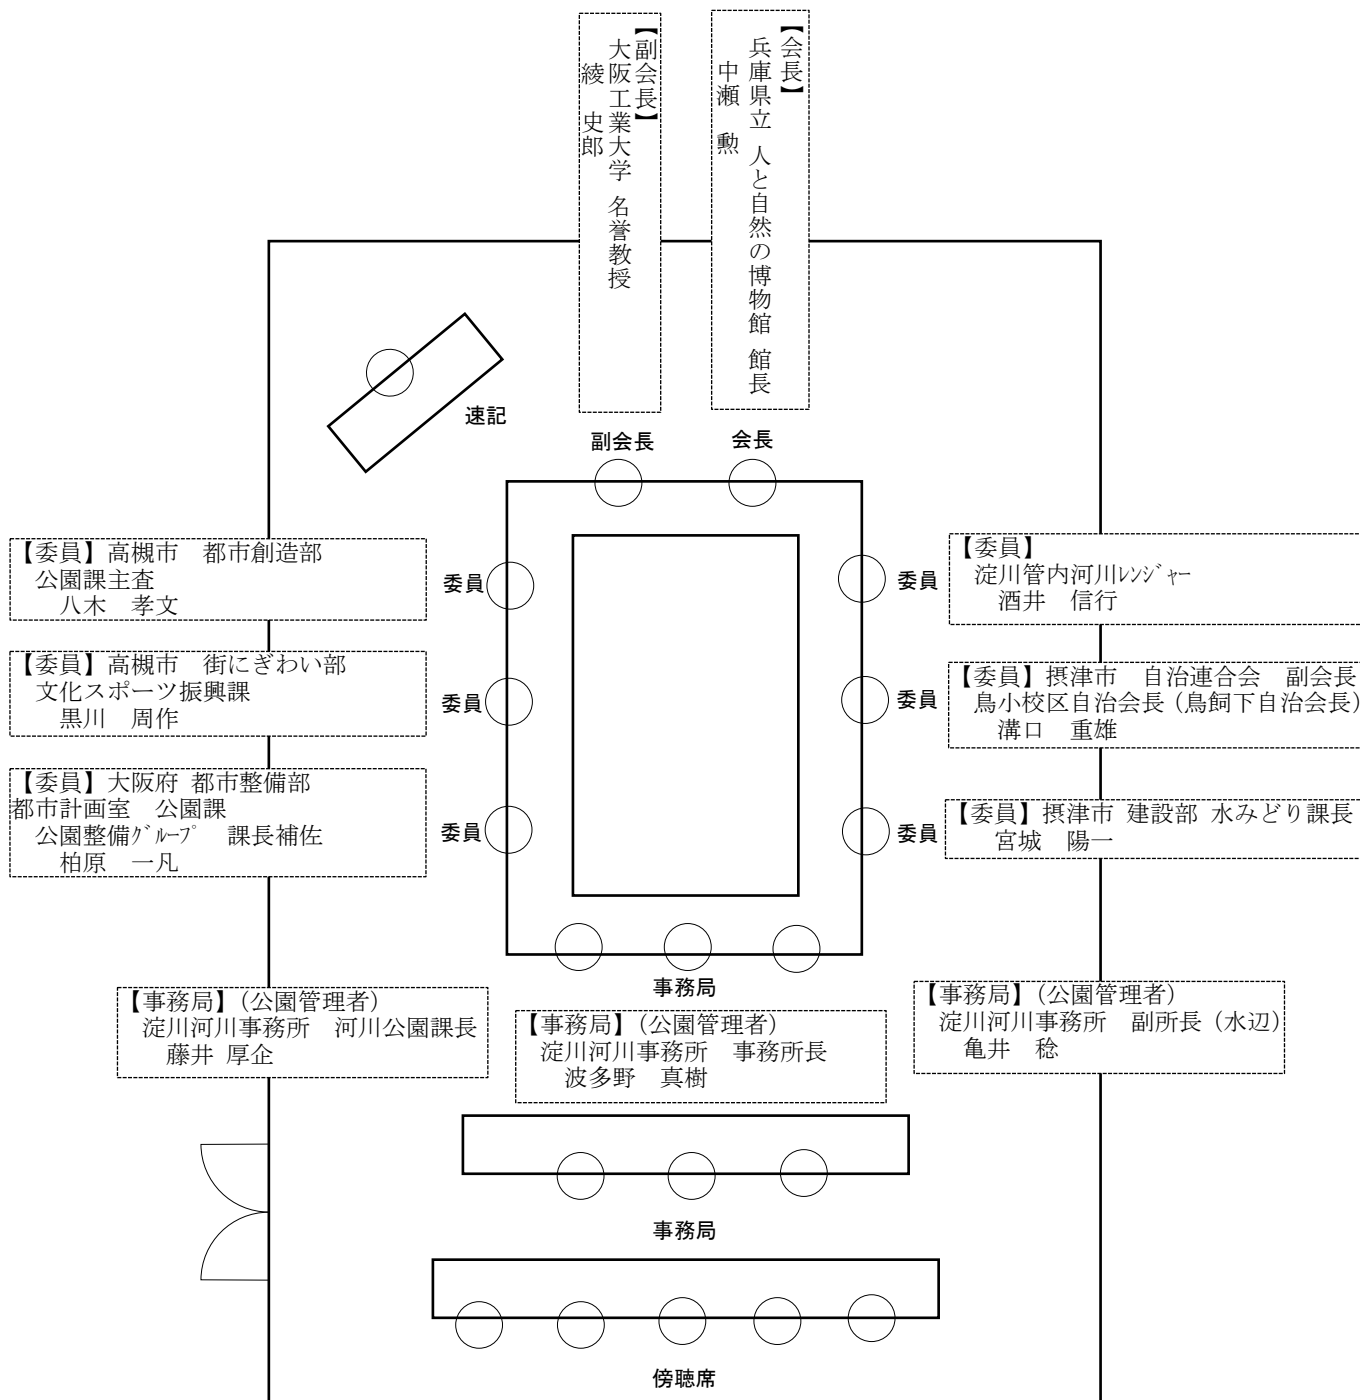 【会長】
兵庫県立 人と自然の博物館 館長
中瀬 勲
【副会長】
大阪工業大学 名誉教授
綾 史郎
速記
副会長
会長
【委員】高槻市 都市創造部
公園課主査
八木 孝文
委員
委員
【委員】
淀川管内河川ﾚﾝｼﾞｬｰ
酒井 信行
【委員】高槻市 街にぎわい部
文化スポーツ振興課
黒川 周作
委員
委員
【委員】摂津市 自治連合会 副会長
鳥小校区自治会長（鳥飼下自治会長）
溝口 重雄
【委員】大阪府 都市整備部
都市計画室 公園課
公園整備ｸﾞﾙｰﾌﾟ 課長補佐
柏原 一凡
委員
委員
【委員】摂津市 建設部 水みどり課長
宮城 陽一
事務局
【事務局】（公園管理者）
淀川河川事務所 河川公園課長
藤井 厚企
【事務局】（公園管理者）
淀川河川事務所 事務所長
波多野 真樹
【事務局】（公園管理者）
淀川河川事務所 副所長（水辺）
亀井 稔
事務局
傍聴席